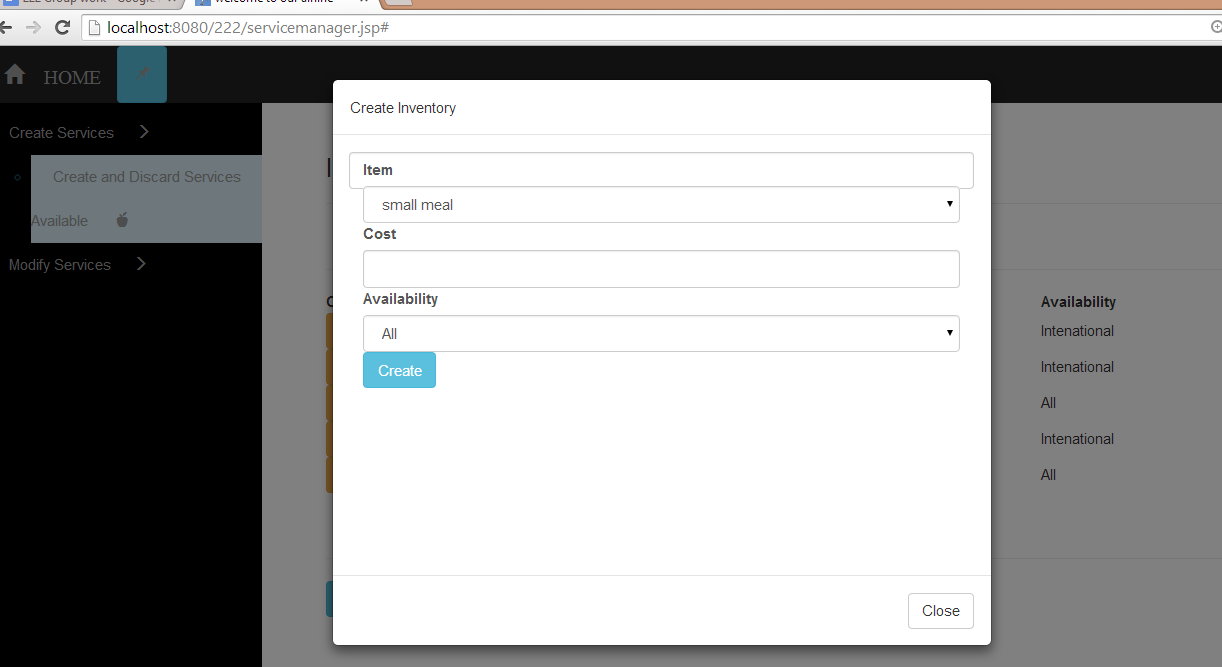 localhost:8080/222/servicemanager.jsp#
HOME
Create Services
Create and Discard Services
Available
Modify Services
Create Inventory
Item
small meal
Cost
Availability
All
Create
Close
Availability
Intenational
Intenational
All
Intenational
All